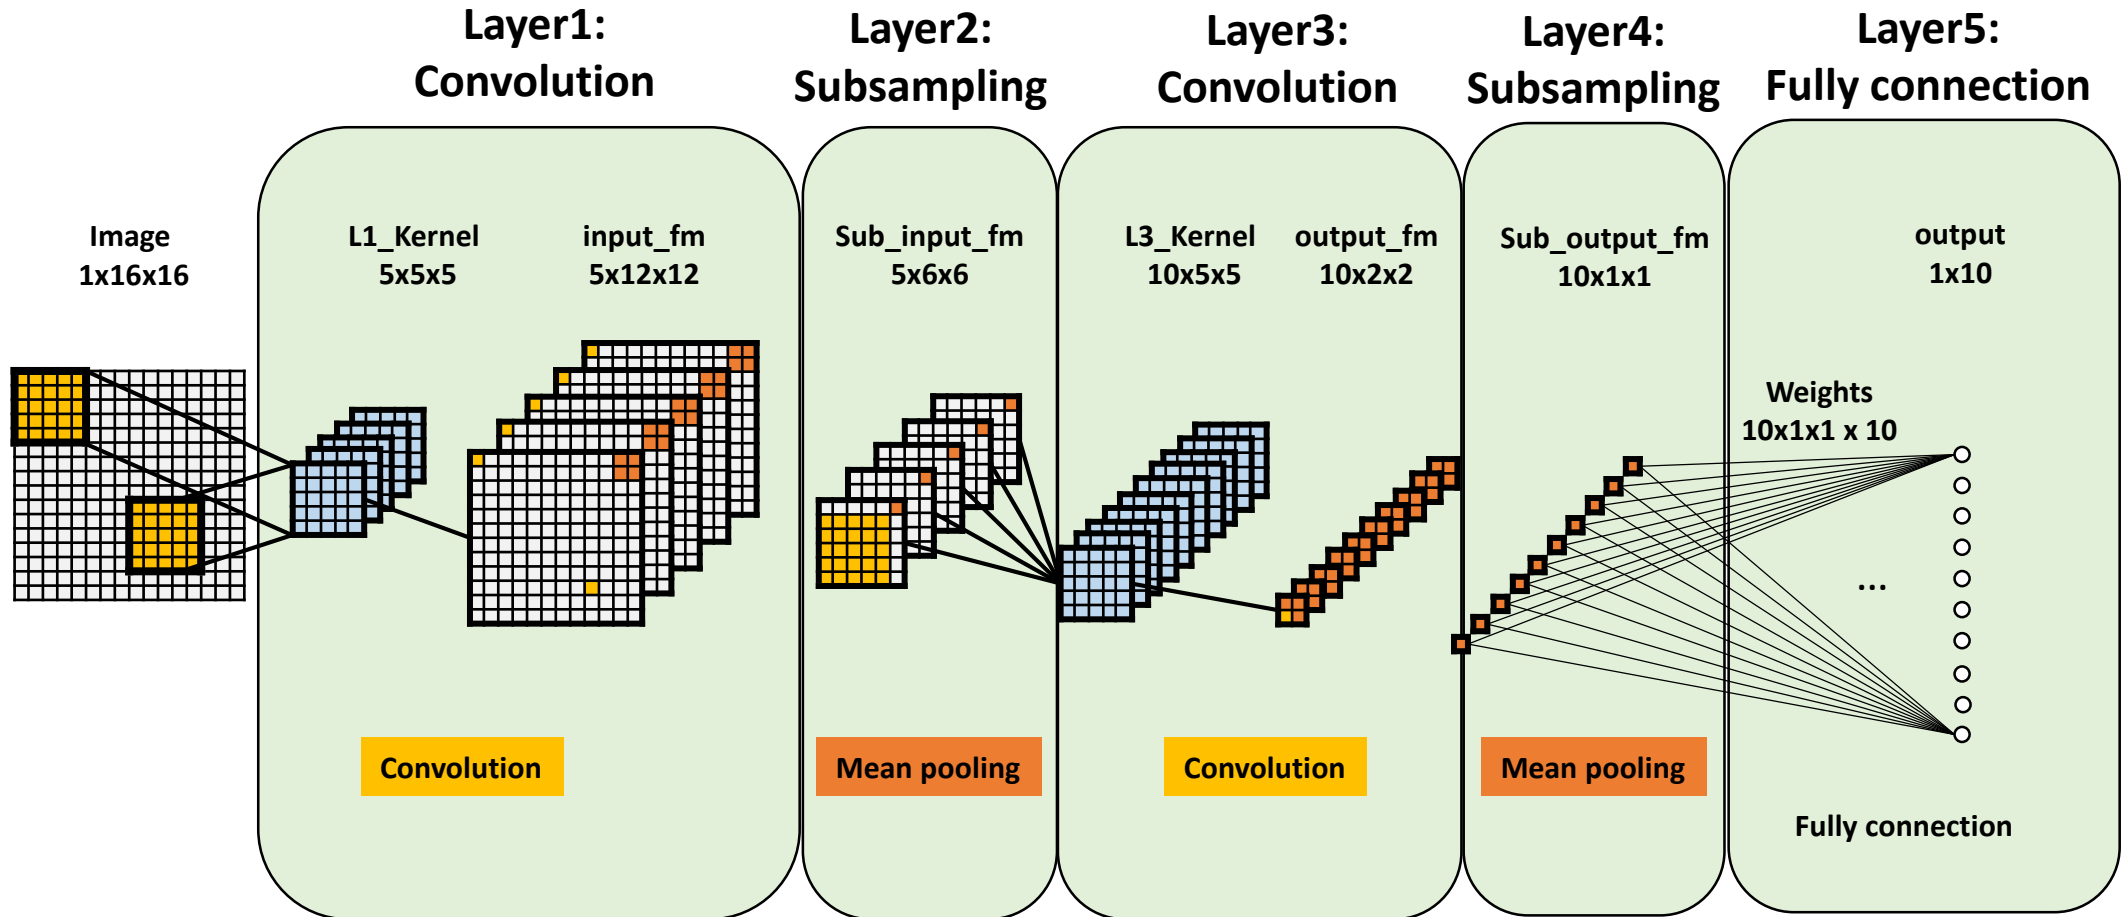 Layer1:
Convolution
Layer2:
Subsampling
Layer3:
Convolution
Layer4:
Subsampling
Layer5:
Fully connection
Image
1x16x16
L1_Kernel
5x5x5
input_fm
5x12x12
Sub_input_fm
5x6x6
L3_Kernel
10x5x5
output_fm
10x2x2
Sub_output_fm
10x1x1
output
1x10
Weights
10x1x1 x 10
...
Convolution
Mean pooling
Convolution
Mean pooling
Fully connection